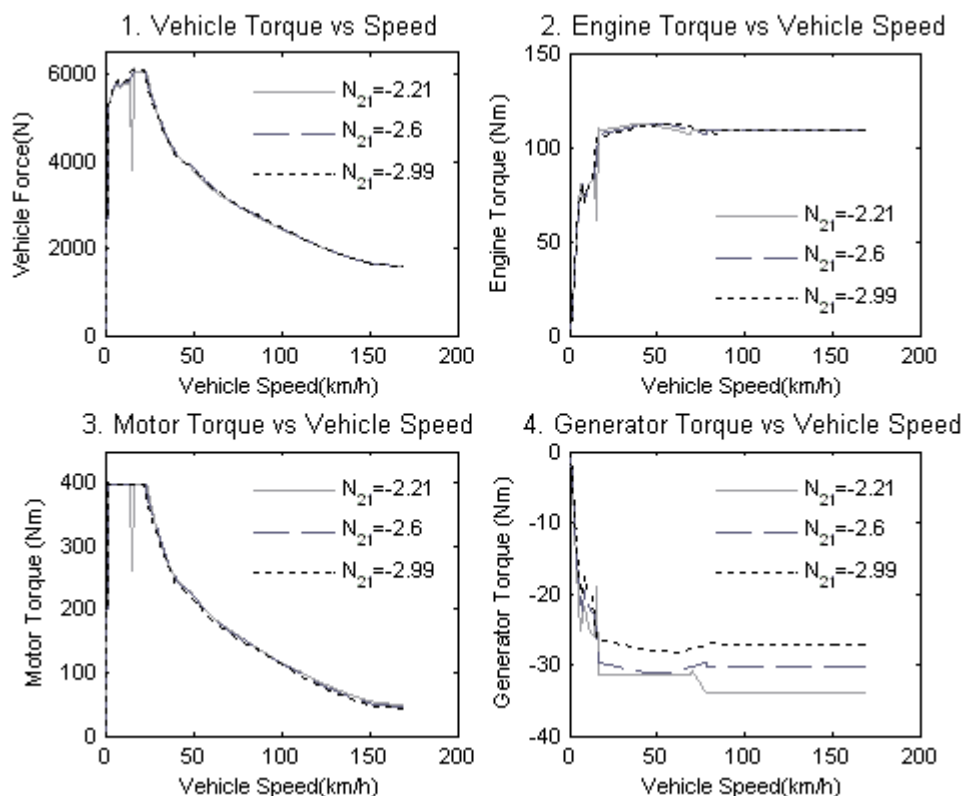 1. Vehicle Torque vs Speed
6000
4000
2000
0
Vehicle Force(N)
N21=-2.21
N21=-2.6
N21=-2.99
0 50 100 150 200
Vehicle Speed(km/h)
2. Engine Torque vs Vehicle Speed
150
100
50
0
Engine Torque (Nm)
N21=-2.21
N21=-2.6
N21=-2.99
0 50 100 150 200
Vehicle Speed(km/h)
3. Motor Torque vs Vehicle Speed
400
300
200
100
0
Motor Torque (Nm)
N21=-2.21
N21=-2.6
N21=-2.99
0 50 100 150 200
Vehicle Speed(km/h)
4. Generator Torque vs Vehicle Speed
0
-10
-20
-30
-40
Generator Torque (Nm)
N21=-2.21
N21=-2.6
N21=-2.99
0 50 100 150 200
Vehicle Speed(km/h)